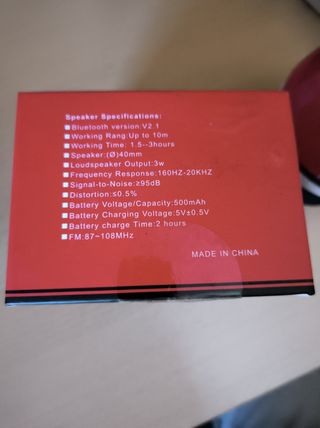 Speaker Specifications:
Bluetooth version:V2.1
Working Rang:Up to 10m
Working Time: 1.5--3hours
Speaker:(Ø)40mm
Loudspeaker Output:3w
Frequency Response:160HZ-20KHZ
Signal-to-Noise:≥95dB
Distortion:≤0.5%
Battery Voltage/Capacity:500mAh
Battery Charging Voltage:5V±0.5V
Battery charge Time:2 hours
FM:87~108MHz
MADE IN CHINA